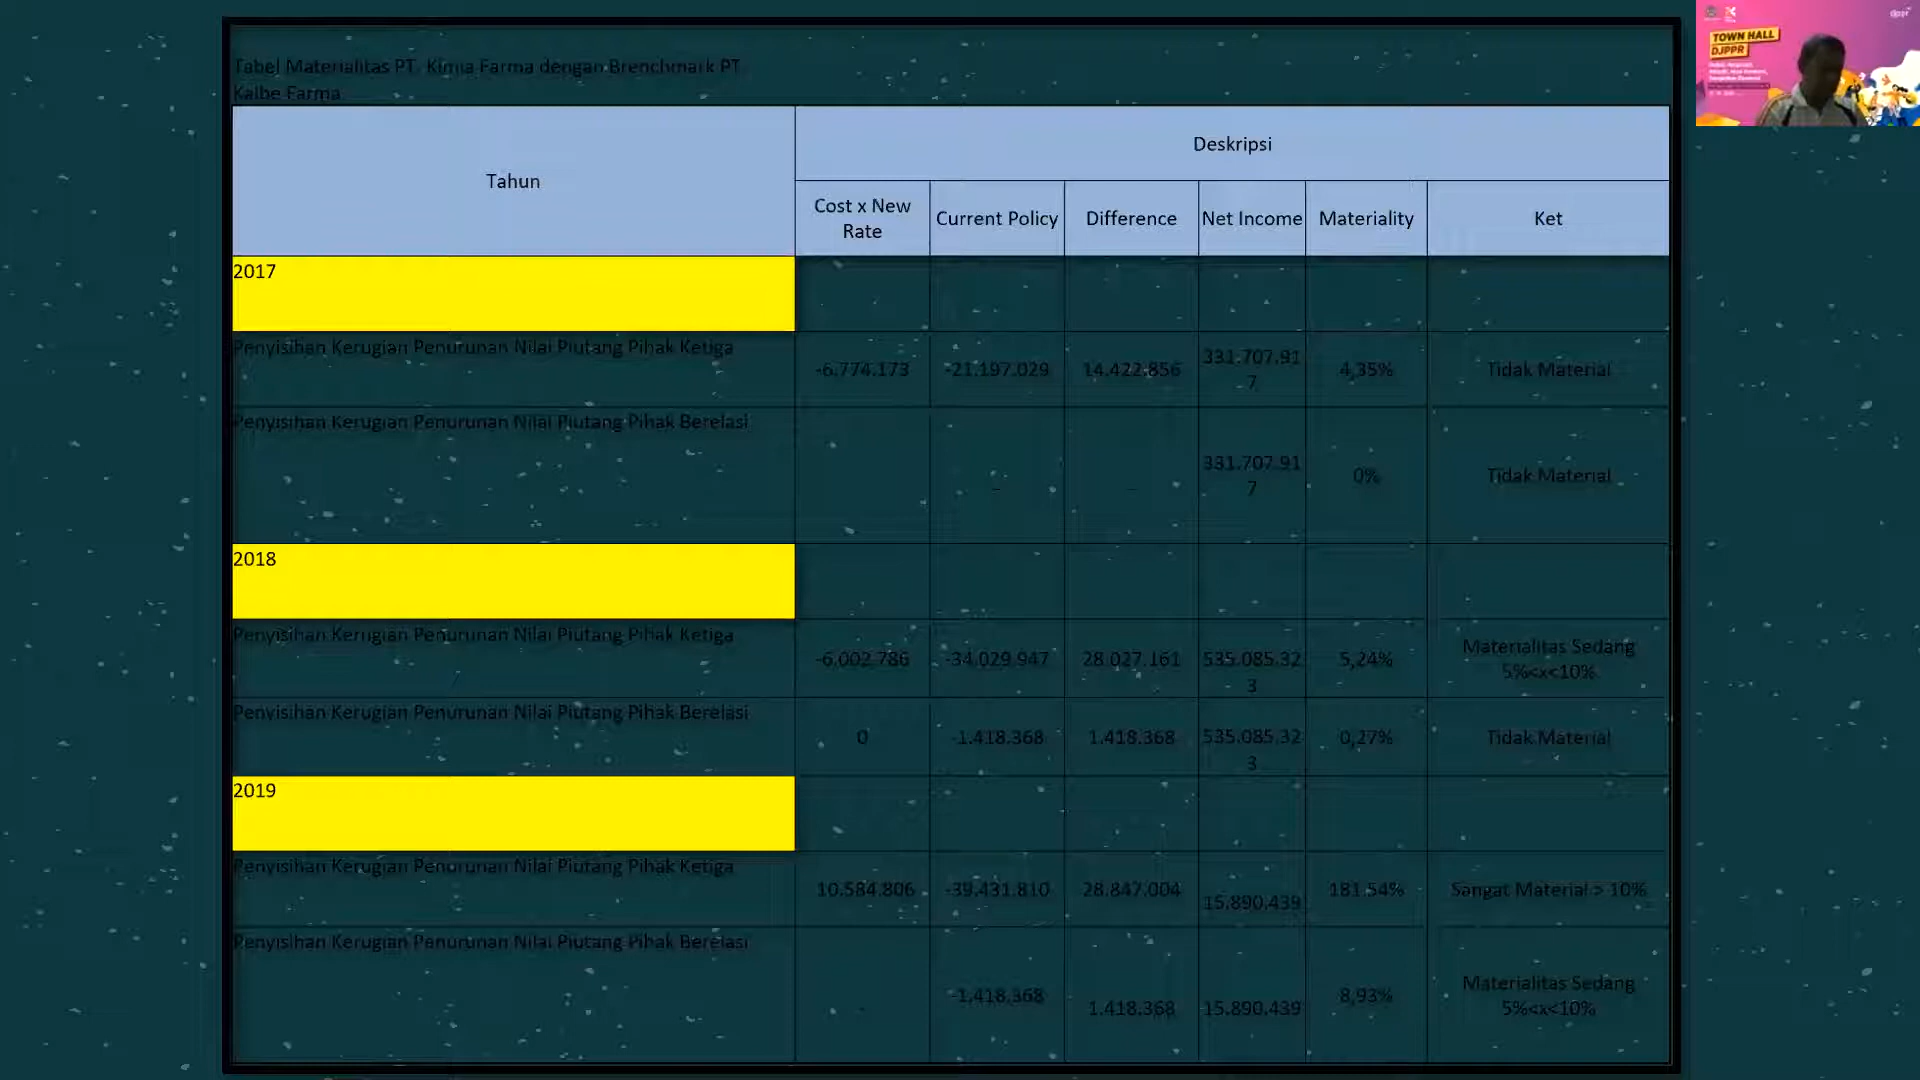 Tabel Materialitas PT. Kimia Farma dengan Brenchmark PT.
Kalbe Farma
Tahun
Deskripsi
Cost x New
Rate
Current Policy
Difference
Net Income
Materiality
Ket
2017
Penyisihan Kerugian Penurunan Nilai Piutang Pihak Ketiga
-6.774.173
-21.197.029
14.422.856
331.707.91
7
4,35%
Tidak Material
Penyisihan Kerugian Penurunan Nilai Piutang Pihak Berelasi
-
-
331.707.91
7
0%
Tidak Material
2018
Penyisihan Kerugian Penurunan Nilai Piutang Pihak Ketiga
-6.002.786
-34.029.947
28.027.161
535.085.32
3
5,24%
Materialitas Sedang
5%<x<10%
Penyisihan Kerugian Penurunan Nilai Piutang Pihak Berelasi
0
-1.418.368
1.418.368
535.085.32
3
0,27%
Tidak Material
2019
Penyisihan Kerugian Penurunan Nilai Piutang Pihak Ketiga
10.584.806
-39.431.810
28.847.004
15.890.439
181.54%
Sangat Material > 10%
Penyisihan Kerugian Penurunan Nilai Piutang Pihak Berelasi
-
-1.418.368
1.418.368
15.890.439
8,93%
Materialitas Sedang
5%<x<10%
TOWN HALL
DJPPR
djppr